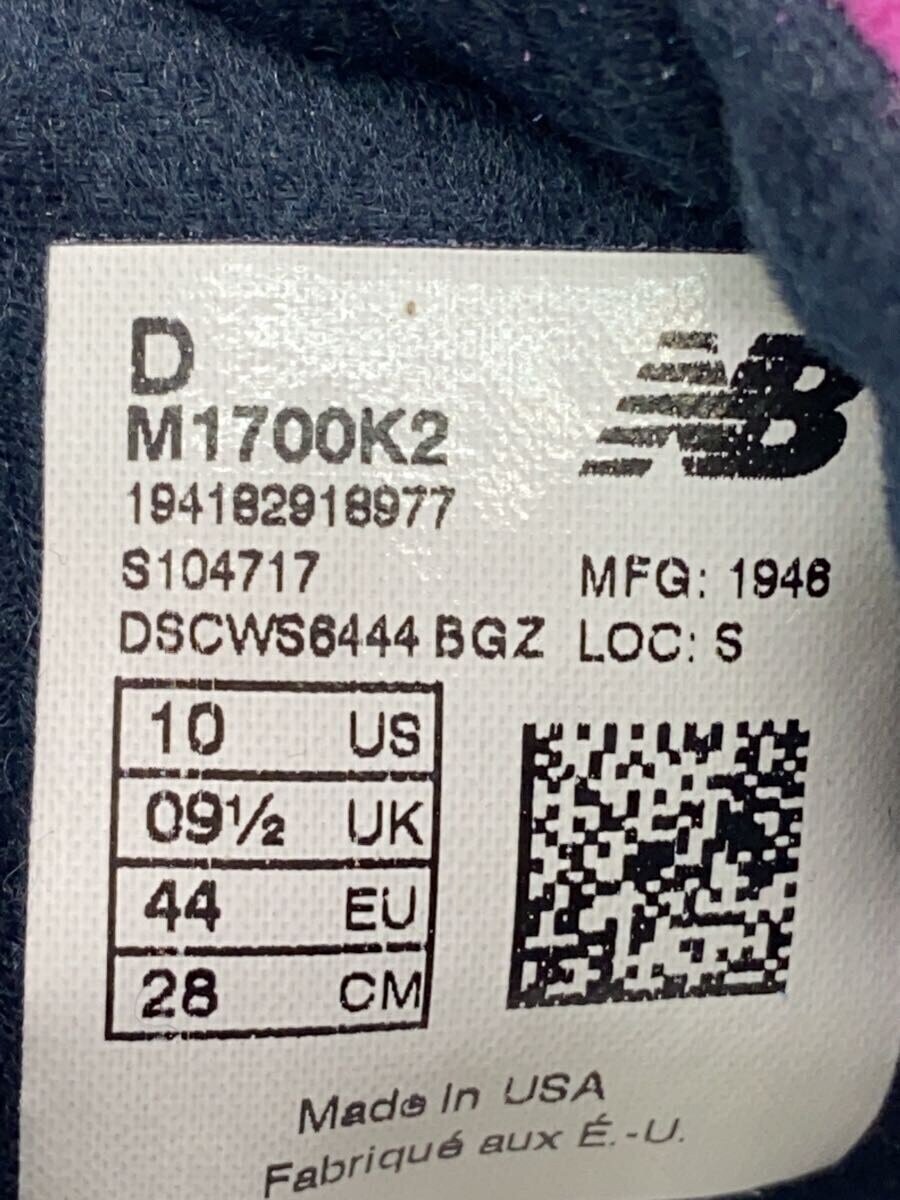 D
NB
M1700K2
194182918977
S104717
MFG: 1946
DSCWS6444 BGZ
LOC: S
10 US
09½ UK
44 EU
28 CM
Made In USA
Fabriqué aux É.-U.